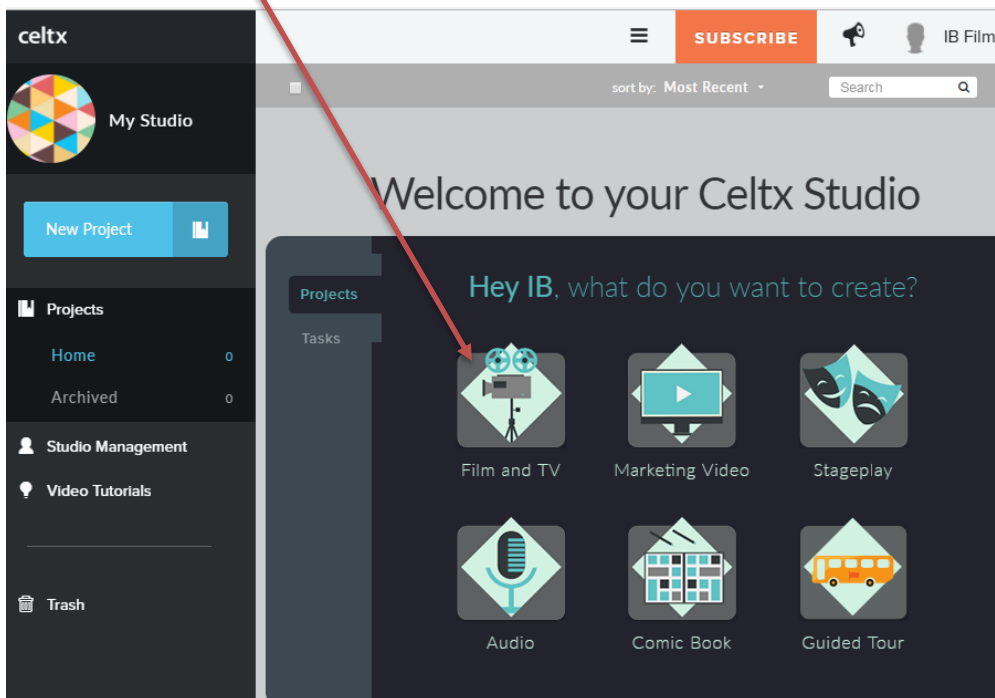 celtx
SUBSCRIBE
IB Film
My Studio
sort by: Most Recent
Search
Welcome to your Celtx Studio
New Project
Projects
Home 0
Archived 0
Studio Management
Video Tutorials
Trash
Projects
Tasks
Hey IB, what do you want to create?
Film and TV
Marketing Video
Stageplay
Audio
Comic Book
Guided Tour